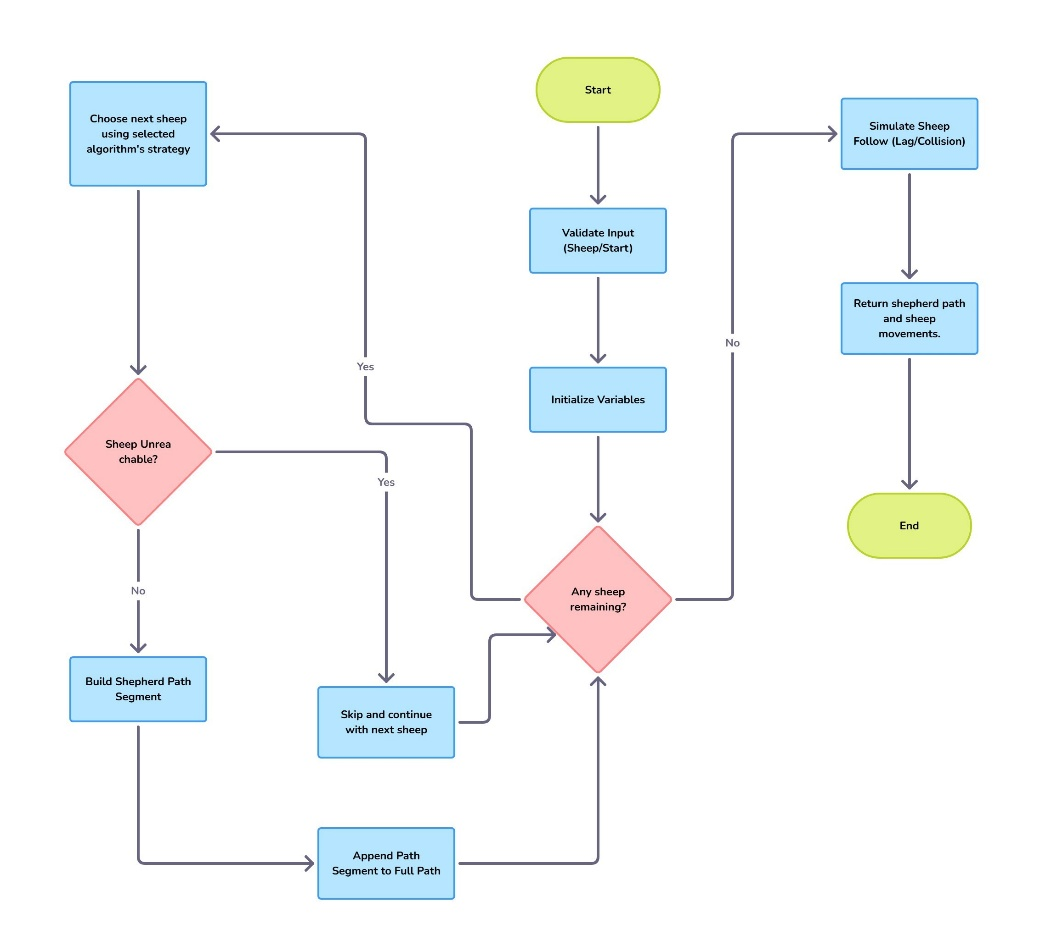 Start
Choose next sheep
using selected
algorithm's strategy
Simulate Sheep
Follow (Lag/Collision)
Validate Input
(Sheep/Start)
Return shepherd path
and sheep
movements.
No
Yes
Initialize Variables
Sheep Unrea
chable?
Yes
End
No
Any sheep
remaining?
Build Shepherd Path
Segment
Skip and continue
with next sheep
Append Path
Segment to Full Path